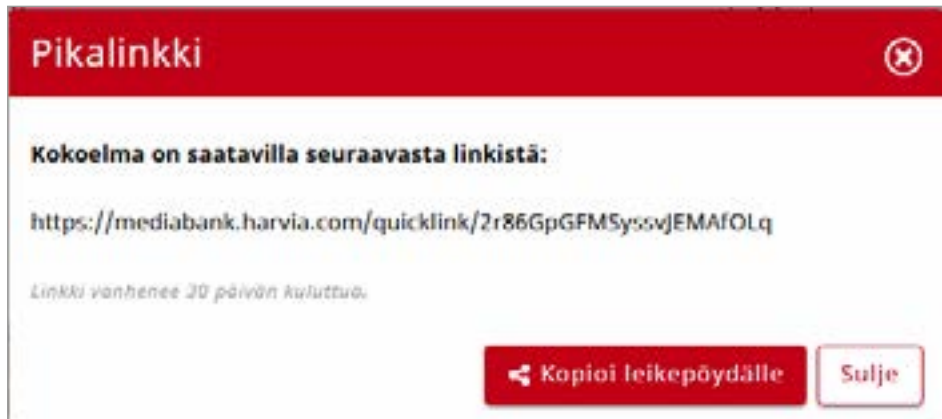 Pikalinkki
Kokoelma on saatavilla seuraavasta linkistä:
https://mediabank.harvia.com/quicklink/2r86GpGFMSyssvJEMAfOLq
Linkki vanhenee 30 päivän kuluttua.
Kopioi leikepöydälle
Sulje